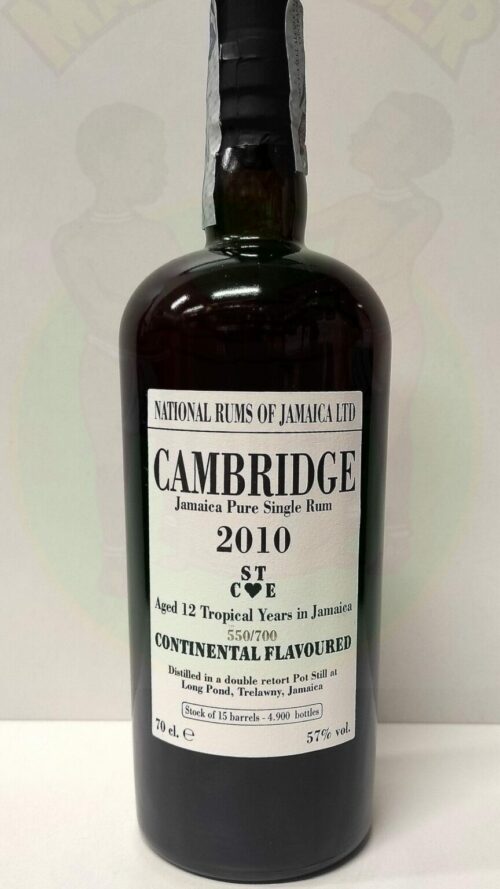 NATIONAL RUMS OF JAMAICA LTD
CAMBRIDGE
Jamaica Pure Single Rum
2010
S T
C♥E
Aged 12 Tropical Years in Jamaica
550/700
CONTINENTAL FLAVOURED
Distilled in a double retort Pot Still at
Long Pond, Trelawny, Jamaica
Stock of 15 barrels - 4.900 bottles
70 cl. ℮
57% vol.